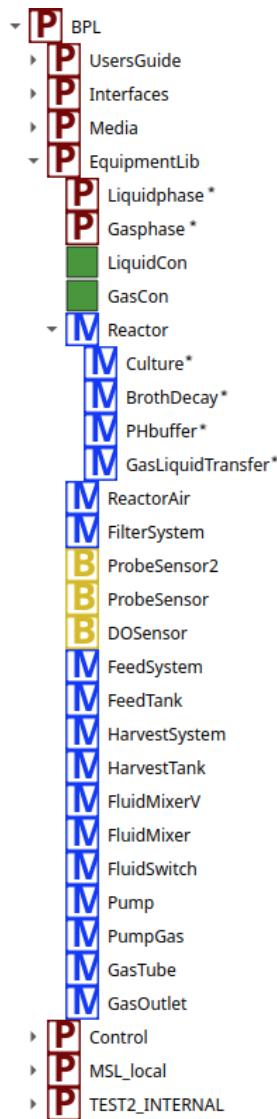 P BPL
P UsersGuide
P Interfaces
P Media
P EquipmentLib
P Liquidphase *
P Gasphase *
LiquidCon
GasCon
M Reactor
M Culture *
M BrothDecay *
M PHbuffer *
M GasLiquidTransfer *
M ReactorAir
M FilterSystem
B ProbeSensor2
B ProbeSensor
B DOSensor
M FeedSystem
M FeedTank
M HarvestSystem
M HarvestTank
M FluidMixerV
M FluidMixer
M FluidSwitch
M Pump
M PumpGas
M GasTube
M GasOutlet
P Control
P MSL_local
P TEST2_INTERNAL